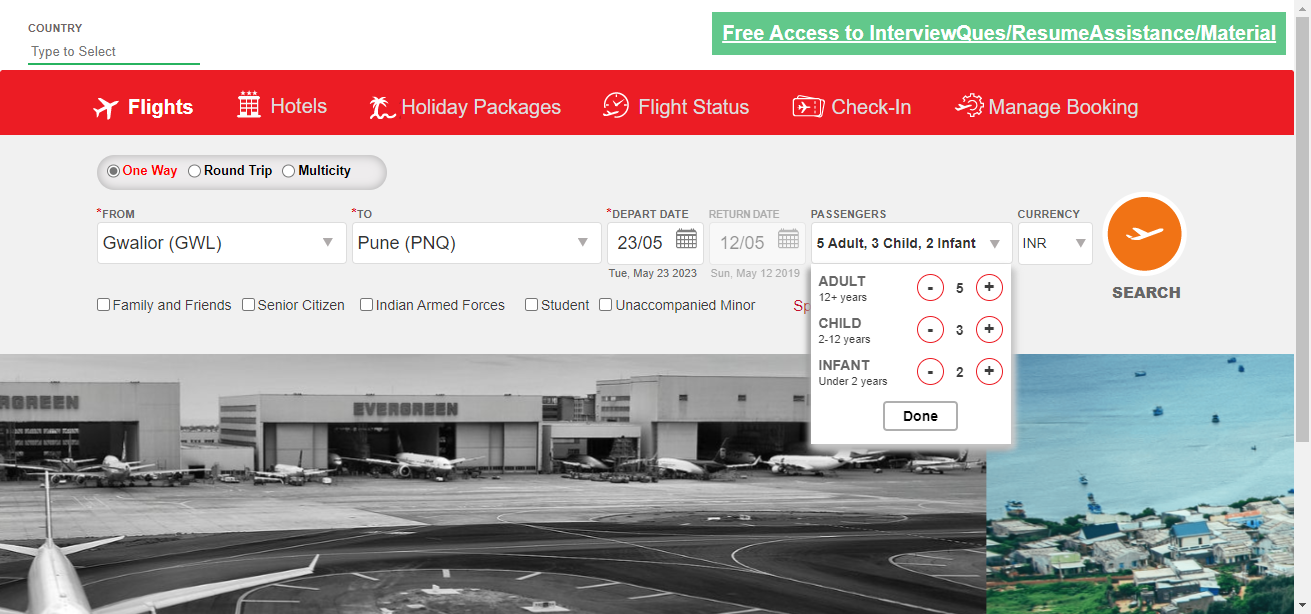 COUNTRY
Type to Select
Free Access to InterviewQues/ResumeAssistance/Material
Flights Hotels Holiday Packages Flight Status Check-In Manage Booking
One Way Round Trip Multicity
*FROM *TO *DEPART DATE RETURN DATE PASSENGERS CURRENCY
Gwalior (GWL) Pune (PNQ) 23/05 12/05 5 Adult, 3 Child, 2 Infant INR
Tue, May 23 2023 Sun, May 12 2019
SEARCH
Family and Friends Senior Citizen Indian Armed Forces Student Unaccompanied Minor Sp
ADULT - 5 +
12+ years
CHILD - 3 +
2-12 years
INFANT - 2 +
Under 2 years
Done
EVERGREEN